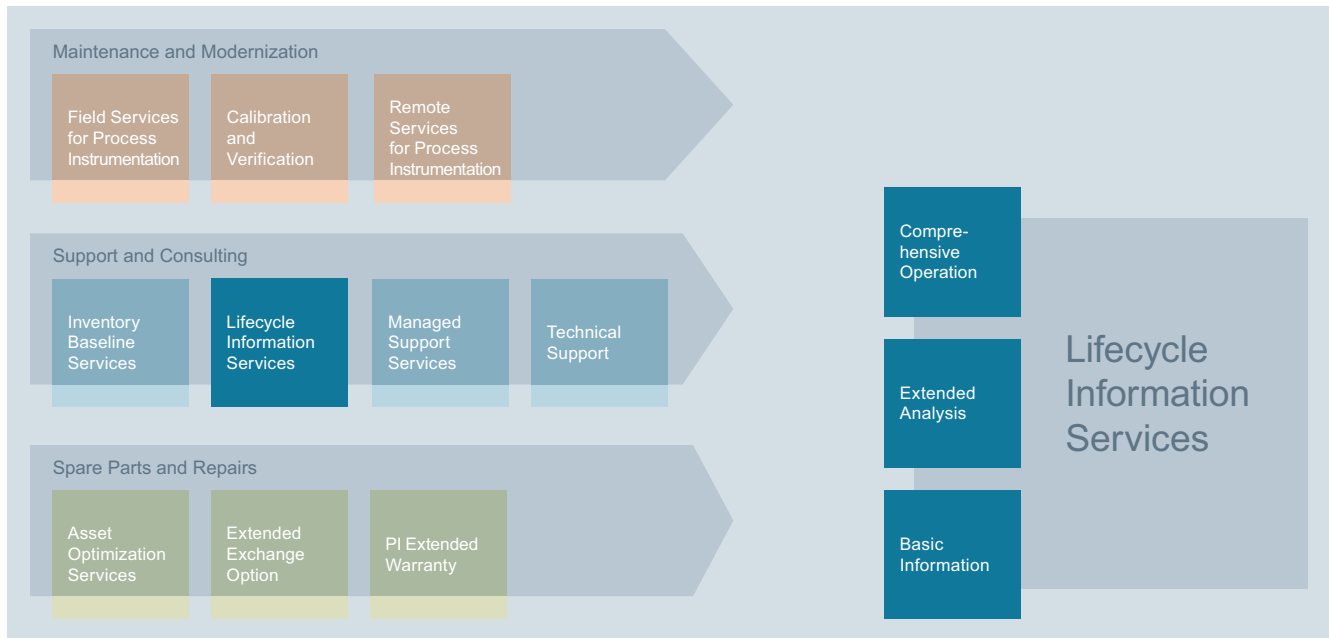 Maintenance and Modernization
Field Services
for Process
Instrumentation
Calibration
and
Verification
Remote
Services
for Process
Instrumentation
Support and Consulting
Inventory
Baseline
Services
Lifecycle
Information
Services
Managed
Support
Services
Technical
Support
Spare Parts and Repairs
Asset
Optimization
Services
Extended
Exchange
Option
PI Extended
Warranty
Compre-
hensive
Operation
Extended
Analysis
Basic
Information
Lifecycle
Information
Services